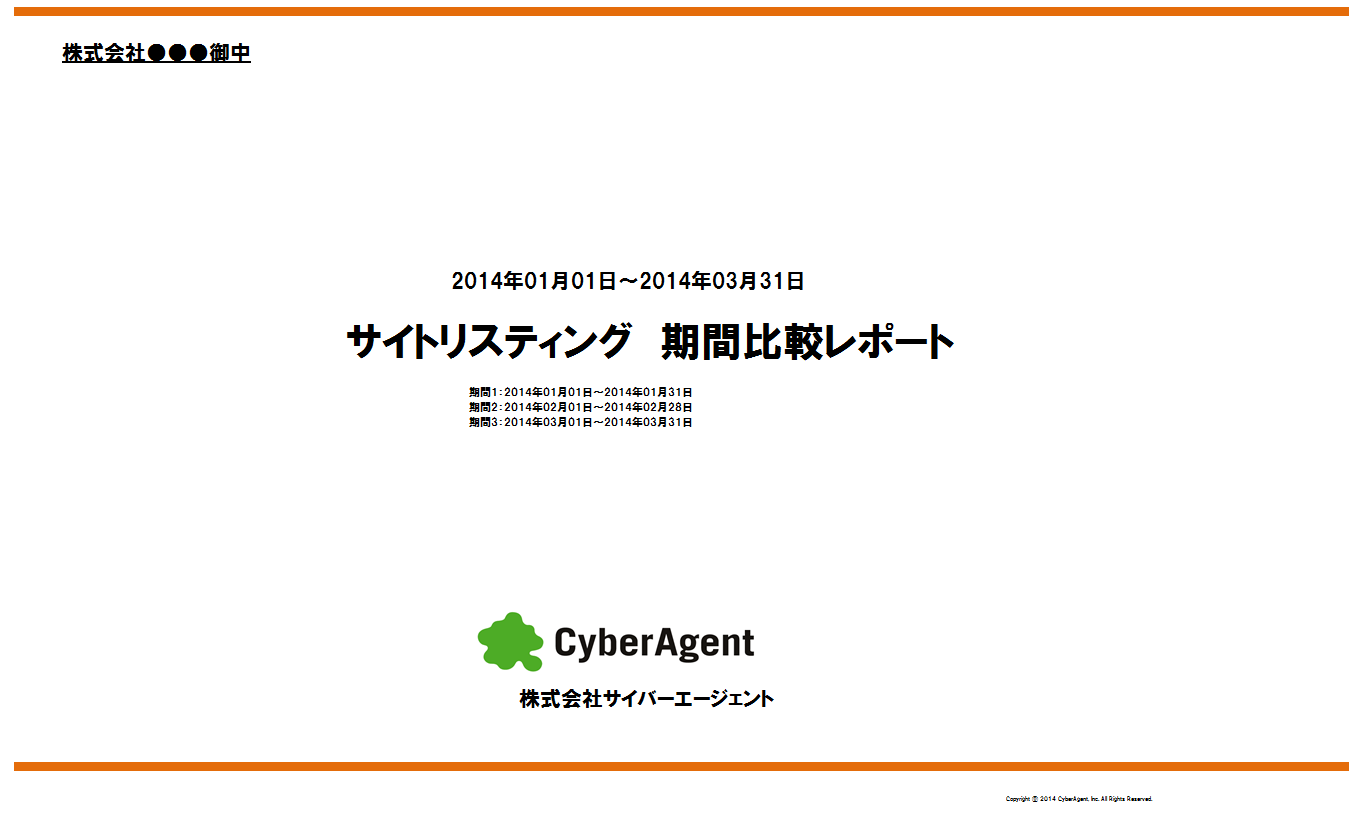 株式会社●●●御中
2014年01月01日～2014年03月31日
サイトリスティング　期間比較レポート
期間1：2014年01月01日～2014年01月31日
期間2：2014年02月01日～2014年02月28日
期間3：2014年03月01日～2014年03月31日
CyberAgent
株式会社サイバーエージェント
Copyright © 2014 CyberAgent, Inc. All Rights Reserved.